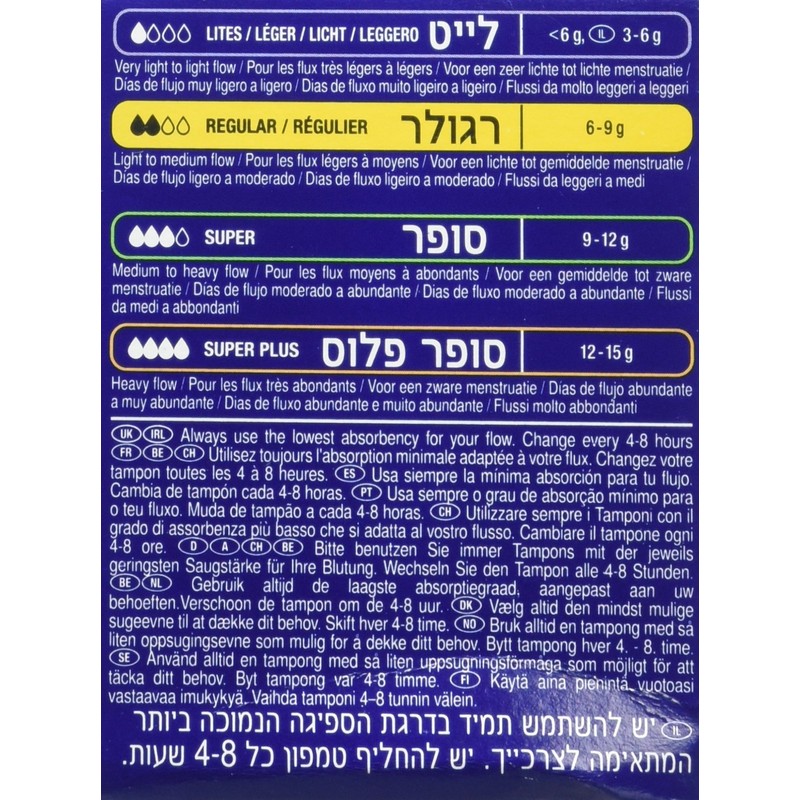 LITES / LÉGER / LICHT / LEGGERO לייט <6 g, IL 3-6 g
Very light to light flow / Pour les flux très légers à légers / Voor een zeer lichte tot lichte menstruatie /
Días de flujo muy ligero a ligero / Dias de fluxo muito ligeiro a ligeiro / Flussi da molto leggeri a leggeri
REGULAR / RÉGULIER רגולר 6-9 g
Light to medium flow / Pour les flux légers à moyens / Voor een lichte tot gemiddelde menstruatie /
Días de flujo ligero a moderado / Dias de fluxo ligeiro a moderado / Flussi da leggeri a medi
SUPER סופר 9-12 g
Medium to heavy flow / Pour les flux moyens à abondants / Voor een gemiddelde tot zware
menstruatie / Días de flujo moderado a abundante / Dias de fluxo moderado a abundante / Flussi
da medi a abbondanti
SUPER PLUS סופר פלוס 12-15 g
Heavy flow / Pour les flux très abondants / Voor een zware menstruatie / Días de flujo abundante
a muy abundante / Dias de fluxo abundante e muito abundante / Flussi molto abbondanti
UK IRL Always use the lowest absorbency for your flow. Change every 4-8 hours
FR BE CH Utilisez toujours l'absorption minimale adaptée à votre flux. Changez votre
tampon toutes les 4 à 8 heures. ES Usa siempre la mínima absorción para tu flujo.
Cambia de tampón cada 4-8 horas. PT Usa sempre o grau de absorção mínimo para
o teu fluxo. Muda de tampão a cada 4-8 horas. CH Utilizzare sempre i Tamponi con il
grado di assorbenza più basso che si adatta al vostro flusso. Cambiare il tampone ogni
4-8 ore. D A CH BE Bitte benutzen Sie immer Tampons mit der jeweils
geringsten Saugstärke für Ihre Blutung. Wechseln Sie den Tampon alle 4-8 Stunden.
BE NL Gebruik altijd de laagste absorptiegraad, aangepast aan uw
behoeften.Verschoon de tampon om de 4-8 uur. DK Vælg altid den mindst mulige
sugeevne til at dække dit behov. Skift hver 4-8 time. NO Bruk alltid en tampong med så
liten oppsugingsevne som mulig for å dekke ditt behov. Bytt tampong hver 4. - 8. time.
SE Använd alltid en tampong med så liten uppsugningsförmåga som möjligt för att
täcka ditt behov. Byt tampong var 4-8 timme. FI Käytä aina pienintä vuotoasi
vastaavaa imukykyä. Vaihda tamponi 4–8 tunnin välein.
IL יש להשתמש תמיד בדרגת הספיגה הנמוכה ביותר
המתאימה לצרכייך. יש להחליף טמפון כל 4-8 שעות.